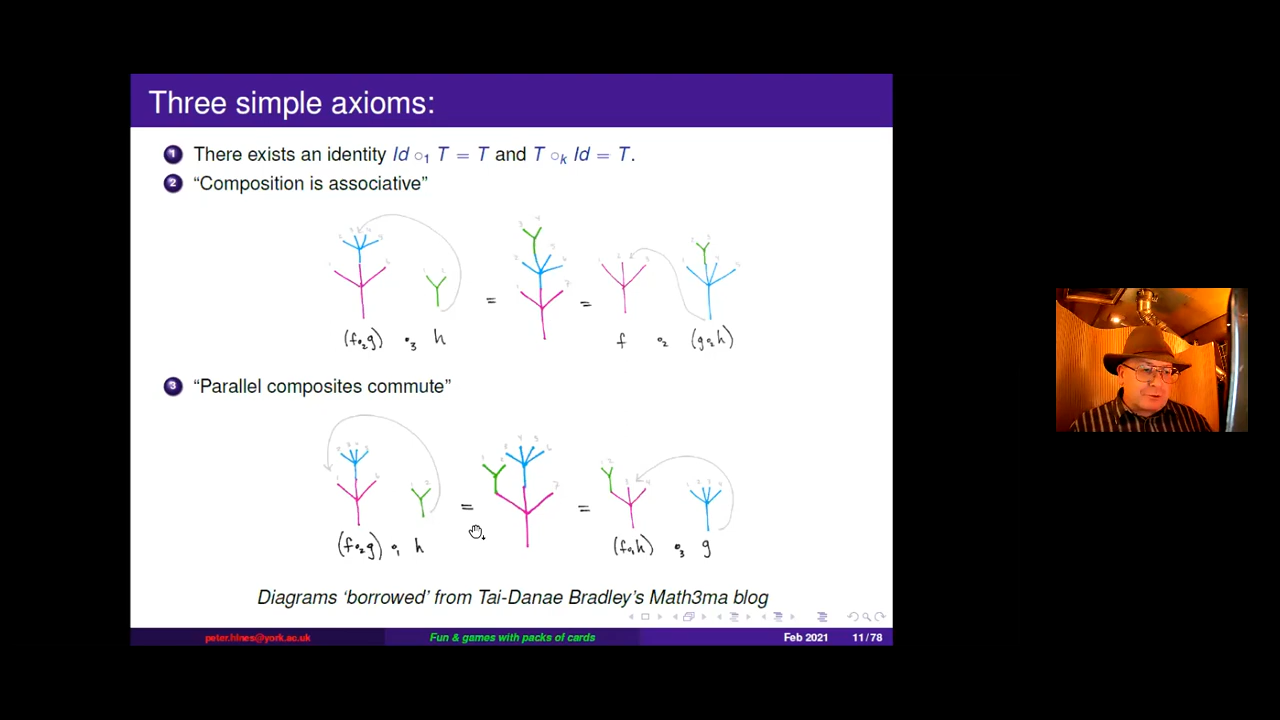 Three simple axioms:
1 There exists an identity Id ∘₁ T = T and T ∘ₖ Id = T.
2 “Composition is associative”
(f∘₂g) ∘₃ h = = f ∘₂ (g∘₂h)
3 “Parallel composites commute”
(f∘₂g) ∘₁ h = = (f∘₁h) ∘₃ g
Diagrams ‘borrowed’ from Tai-Danae Bradley’s Math3ma blog
peter.hines@york.ac.uk Fun & games with packs of cards Feb 2021 11/78